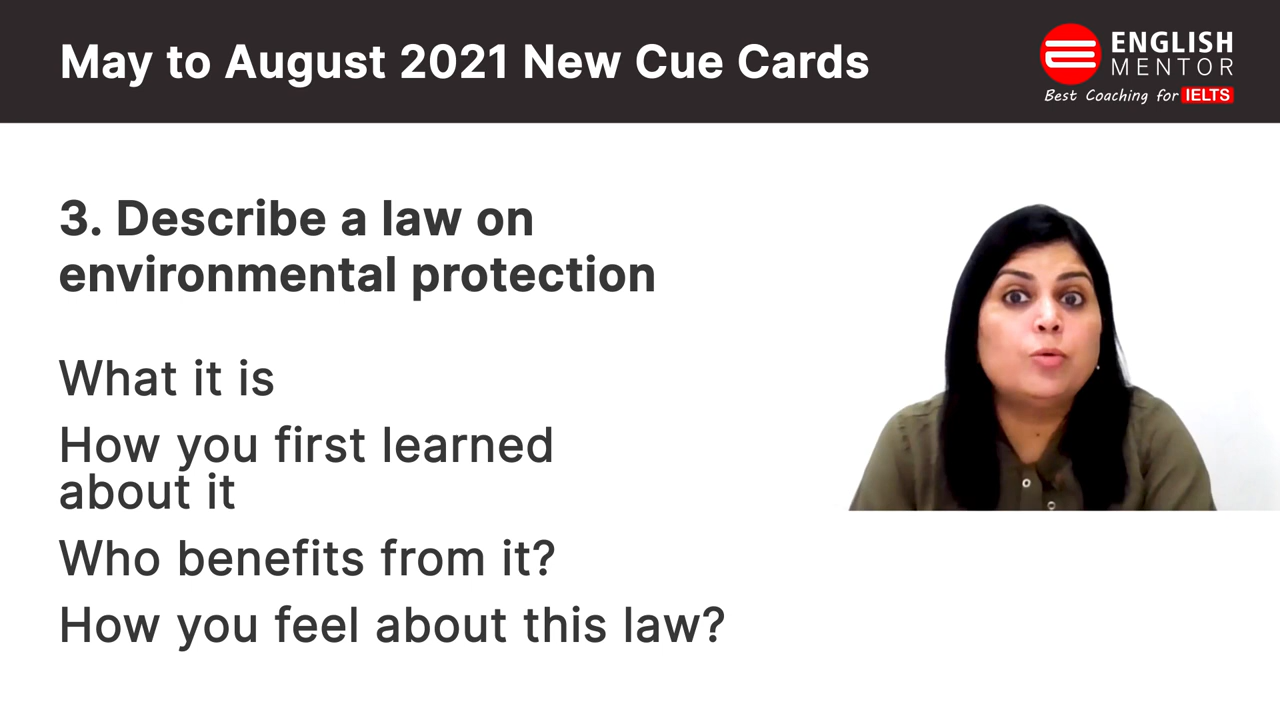 May to August 2021 New Cue Cards
ENGLISH
MENTOR
Best Coaching for IELTS
3. Describe a law on
environmental protection
What it is
How you first learned
about it
Who benefits from it?
How you feel about this law?